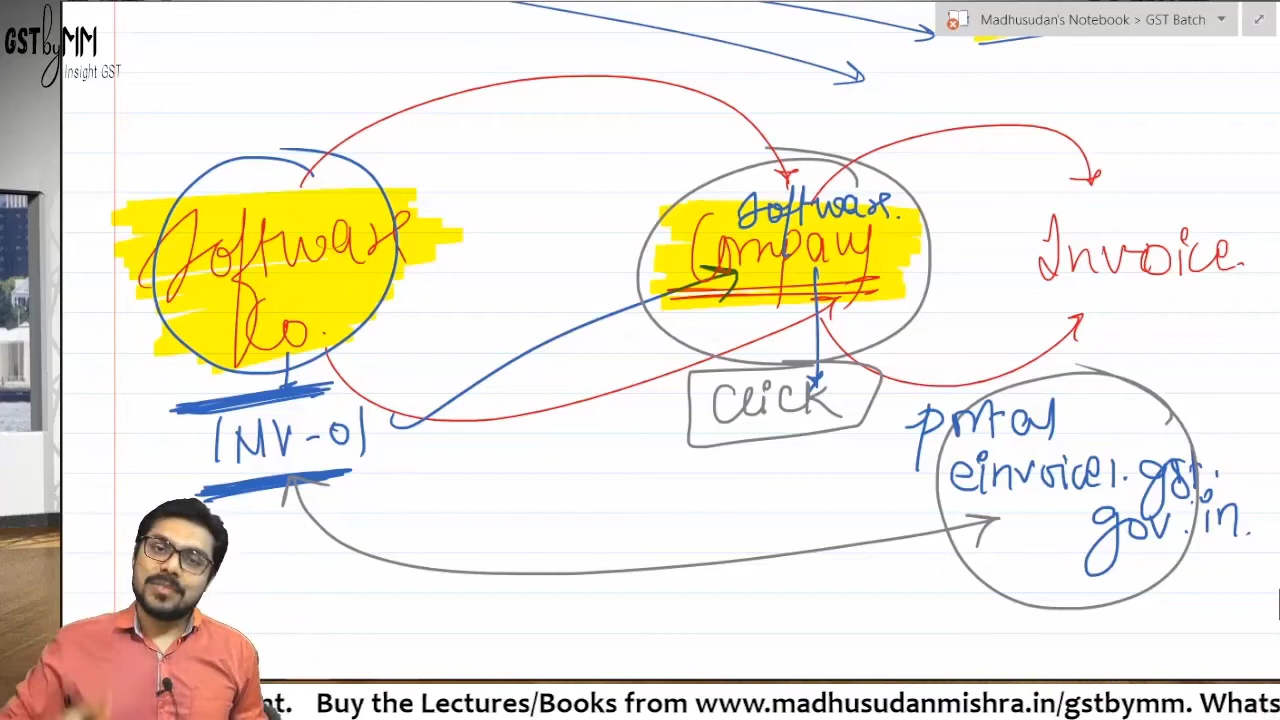 GSTbyMM
Insight GST
Madhusudan's Notebook > GST Batch
Software
Co.
Software.
Company
Invoice.
Click
INV-01
portal
einvoice1.gst.
gov.in.
nt. Buy the Lectures/Books from www.madhusudanmishra.in/gstbymm. Whats